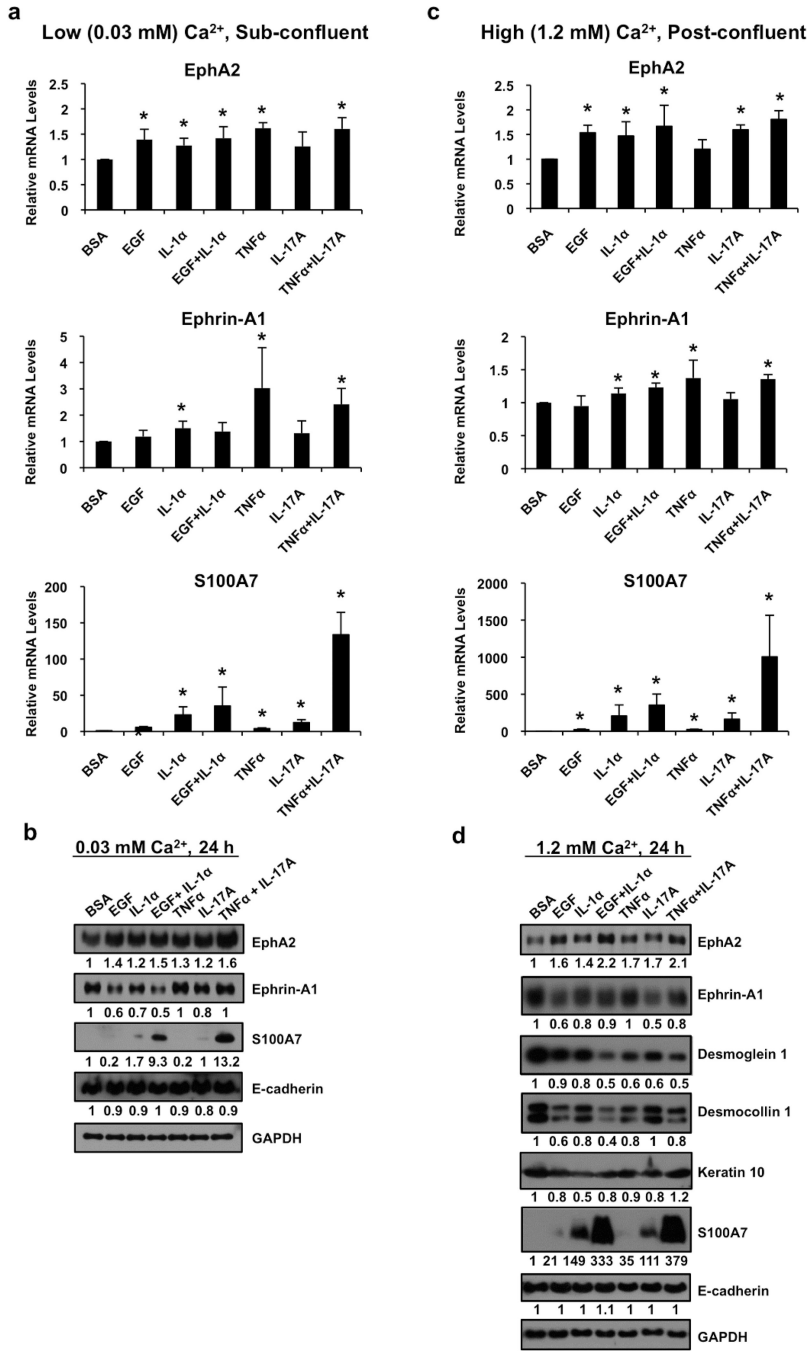 a
Low (0.03 mM) Ca²⁺, Sub-confluent
EphA2
Relative mRNA Levels
2.5
2
1.5
1
0.5
0
* * * * *
BSA EGF IL-1α EGF+IL-1α TNFα IL-17A TNFα+IL-17A
Ephrin-A1
Relative mRNA Levels
5
4
3
2
1
0
* * *
BSA EGF IL-1α EGF+IL-1α TNFα IL-17A TNFα+IL-17A
S100A7
Relative mRNA Levels
200
150
100
50
0
* * * * * *
BSA EGF IL-1α EGF+IL-1α TNFα IL-17A TNFα+IL-17A
b
0.03 mM Ca²⁺, 24 h
BSA EGF IL-1α EGF+ IL-1α TNFα IL-17A TNFα + IL-17A
EphA2
1 1.4 1.2 1.5 1.3 1.2 1.6
Ephrin-A1
1 0.6 0.7 0.5 1 0.8 1
S100A7
1 0.2 1.7 9.3 0.2 1 13.2
E-cadherin
1 0.9 0.9 1 0.9 0.8 0.9
GAPDH
c
High (1.2 mM) Ca²⁺, Post-confluent
EphA2
Relative mRNA Levels
2.5
2
1.5
1
0.5
0
* * * * *
BSA EGF IL-1α EGF+IL-1α TNFα IL-17A TNFα+IL-17A
Ephrin-A1
Relative mRNA Levels
2
1.5
1
0.5
0
* * * *
BSA EGF IL-1α EGF+IL-1α TNFα IL-17A TNFα+IL-17A
S100A7
Relative mRNA Levels
2000
1500
1000
500
0
* * * * * *
BSA EGF IL-1α EGF+IL-1α TNFα IL-17A TNFα+IL-17A
d
1.2 mM Ca²⁺, 24 h
BSA EGF IL-1α EGF+IL-1α TNFα IL-17A TNFα+IL-17A
EphA2
1 1.6 1.4 2.2 1.7 1.7 2.1
Ephrin-A1
1 0.6 0.8 0.9 1 0.5 0.8
Desmoglein 1
1 0.9 0.8 0.5 0.6 0.6 0.5
Desmocollin 1
1 0.6 0.8 0.4 0.8 1 0.8
Keratin 10
1 0.8 0.5 0.8 0.9 0.8 1.2
S100A7
1 21 149 333 35 111 379
E-cadherin
1 1 1 1.1 1 1 1
GAPDH